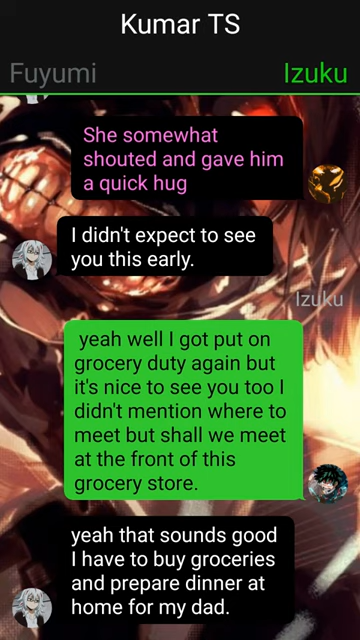 Kumar TS
Fuyumi
Izuku
She somewhat
shouted and gave him
a quick hug
I didn't expect to see
you this early.
Izuku
yeah well I got put on
grocery duty again but
it's nice to see you too I
didn't mention where to
meet but shall we meet
at the front of this
grocery store.
yeah that sounds good
I have to buy groceries
and prepare dinner at
home for my dad.